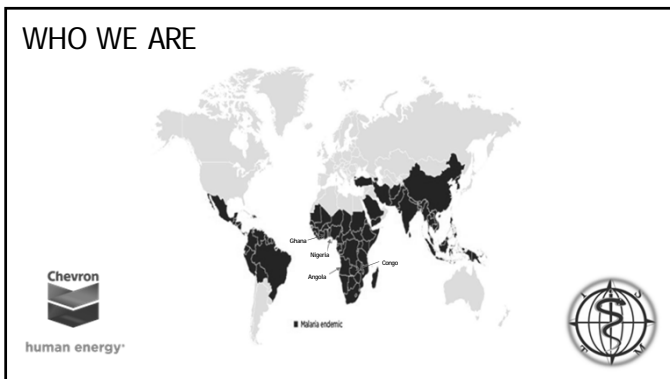 WHO WE ARE
Ghana
Nigeria
Congo
Angola
Malaria endemic
Chevron
human energy·
I J
T M